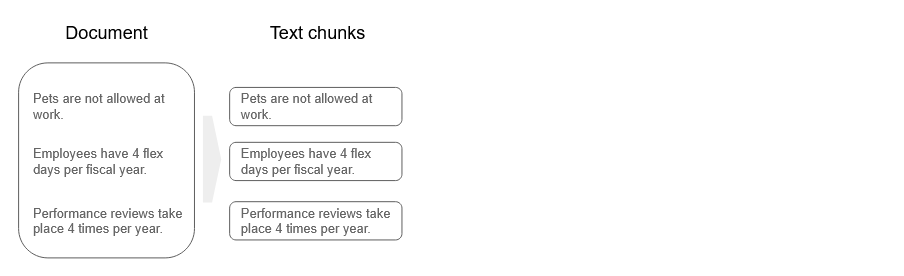 Document
Text chunks
Pets are not allowed at
work.
Employees have 4 flex
days per fiscal year.
Performance reviews take
place 4 times per year.
Pets are not allowed at
work.
Employees have 4 flex
days per fiscal year.
Performance reviews take
place 4 times per year.